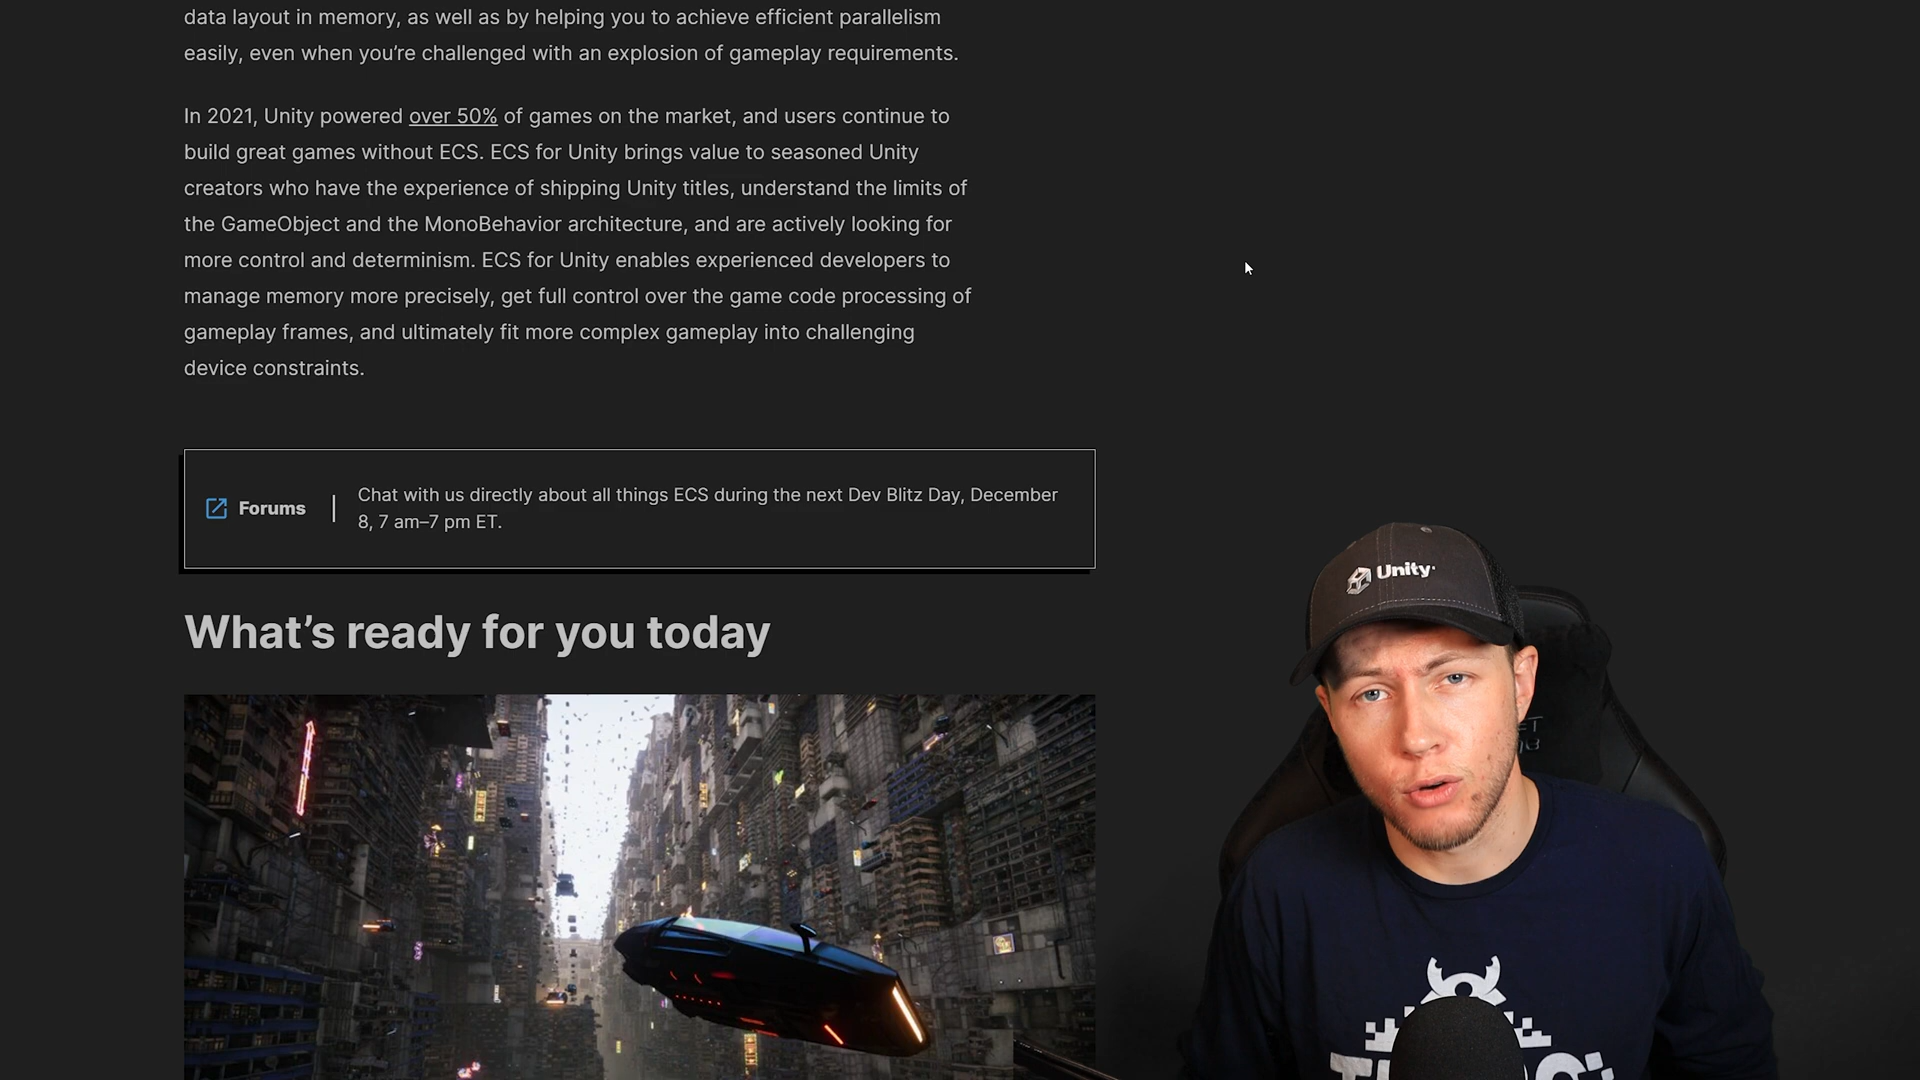 data layout in memory, as well as by helping you to achieve efficient parallelism
easily, even when you’re challenged with an explosion of gameplay requirements.
In 2021, Unity powered over 50% of games on the market, and users continue to
build great games without ECS. ECS for Unity brings value to seasoned Unity
creators who have the experience of shipping Unity titles, understand the limits of
the GameObject and the MonoBehavior architecture, and are actively looking for
more control and determinism. ECS for Unity enables experienced developers to
manage memory more precisely, get full control over the game code processing of
gameplay frames, and ultimately fit more complex gameplay into challenging
device constraints.
Forums
Chat with us directly about all things ECS during the next Dev Blitz Day, December
8, 7 am–7 pm ET.
What’s ready for you today
Unity